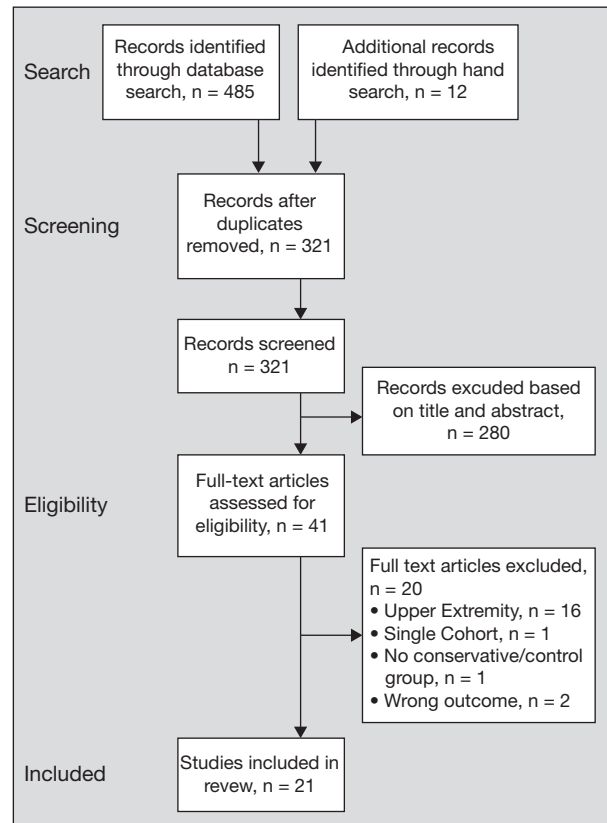 Search
Records identified
through database
search, n = 485
Additional records
identified through hand
search, n = 12
Screening
Records after
duplicates
removed, n = 321
Records screened
n = 321
Records excuded based
on title and abstract,
n = 280
Eligibility
Full-text articles
assessed for
eligibility, n = 41
Full text articles excluded,
n = 20
• Upper Extremity, n = 16
• Single Cohort, n = 1
• No conservative/control
group, n = 1
• Wrong outcome, n = 2
Included
Studies included in
revew, n = 21